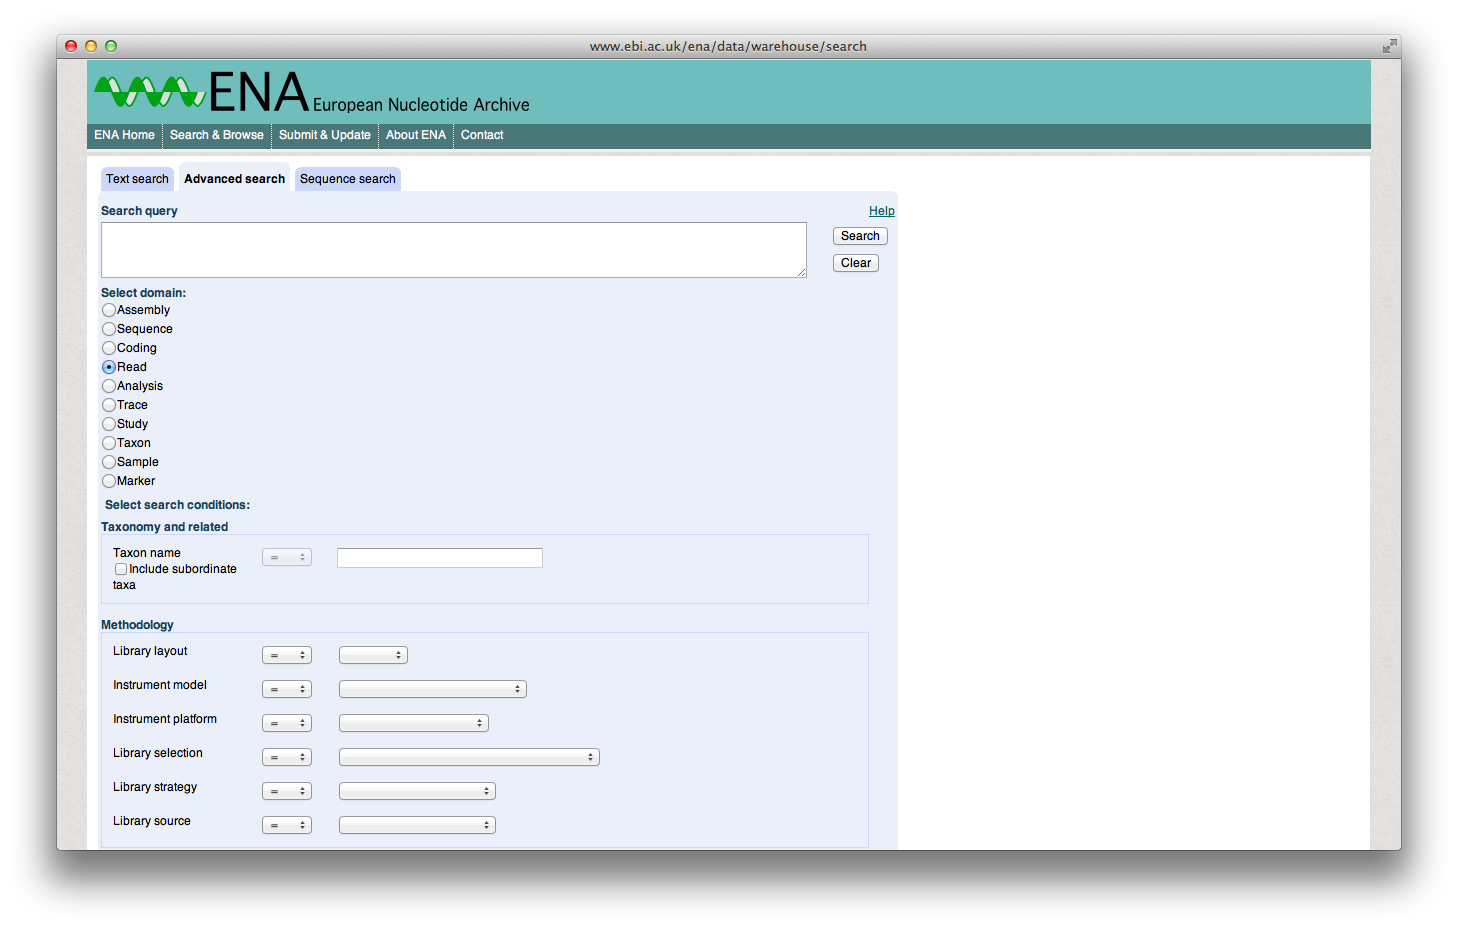 www.ebi.ac.uk/ena/data/warehouse/search
ENA European Nucleotide Archive
ENA Home Search & Browse Submit & Update About ENA Contact
Text search Advanced search Sequence search
Search query Help
Search
Clear
Select domain:
Assembly
Sequence
Coding
Read
Analysis
Trace
Study
Taxon
Sample
Marker
Select search conditions:
Taxonomy and related
Taxon name =
Include subordinate
taxa
Methodology
Library layout =
Instrument model =
Instrument platform =
Library selection =
Library strategy =
Library source =